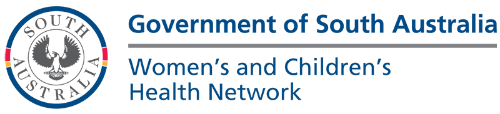 SOUTH
AUSTRALIA
Government of South Australia
Women's and Children's
Health Network